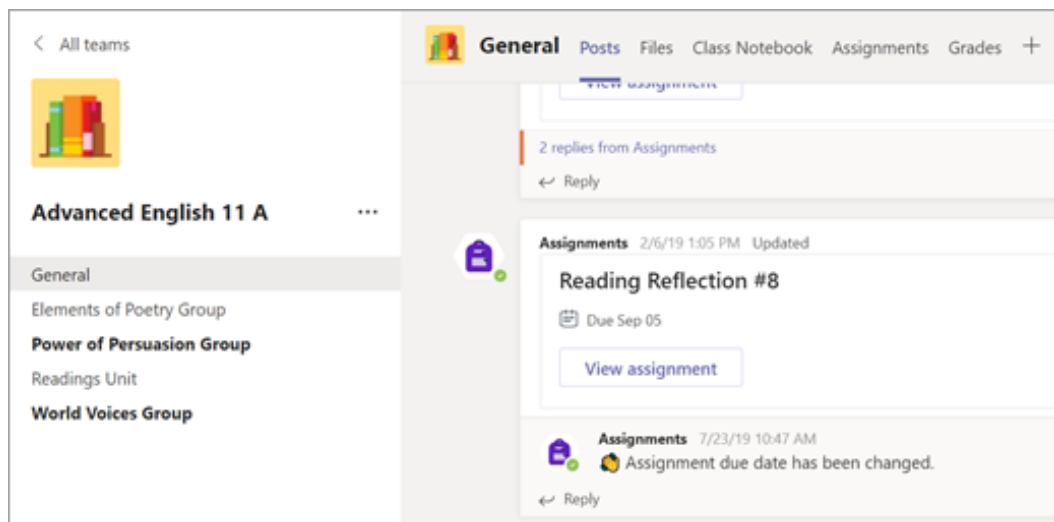 All teams
Advanced English 11 A
General
Elements of Poetry Group
Power of Persuasion Group
Readings Unit
World Voices Group
General Posts Files Class Notebook Assignments Grades
View assignment
2 replies from Assignments
Reply
Assignments 2/6/19 1:05 PM Updated
Reading Reflection #8
Due Sep 05
View assignment
Assignments 7/23/19 10:47 AM
Assignment due date has been changed.
Reply